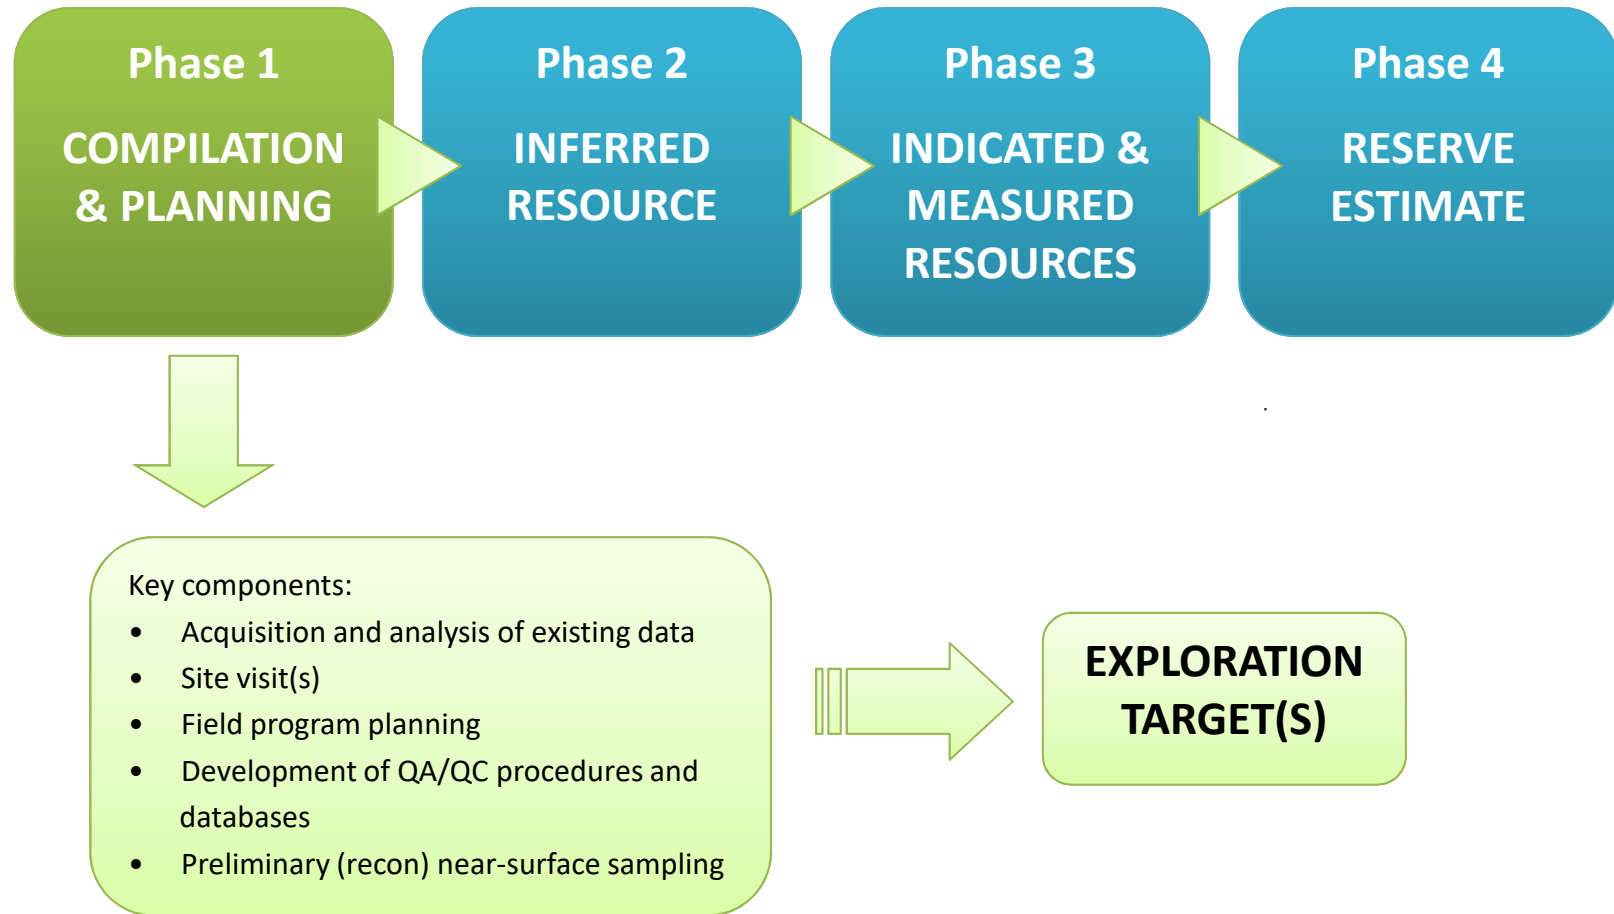 Phase 1
COMPILATION
& PLANNING
Phase 2
INFERRED
RESOURCE
Phase 3
INDICATED &
MEASURED
RESOURCES
Phase 4
RESERVE
ESTIMATE
.
Key components:
• Acquisition and analysis of existing data
• Site visit(s)
• Field program planning
• Development of QA/QC procedures and
databases
• Preliminary (recon) near-surface sampling
EXPLORATION
TARGET(S)